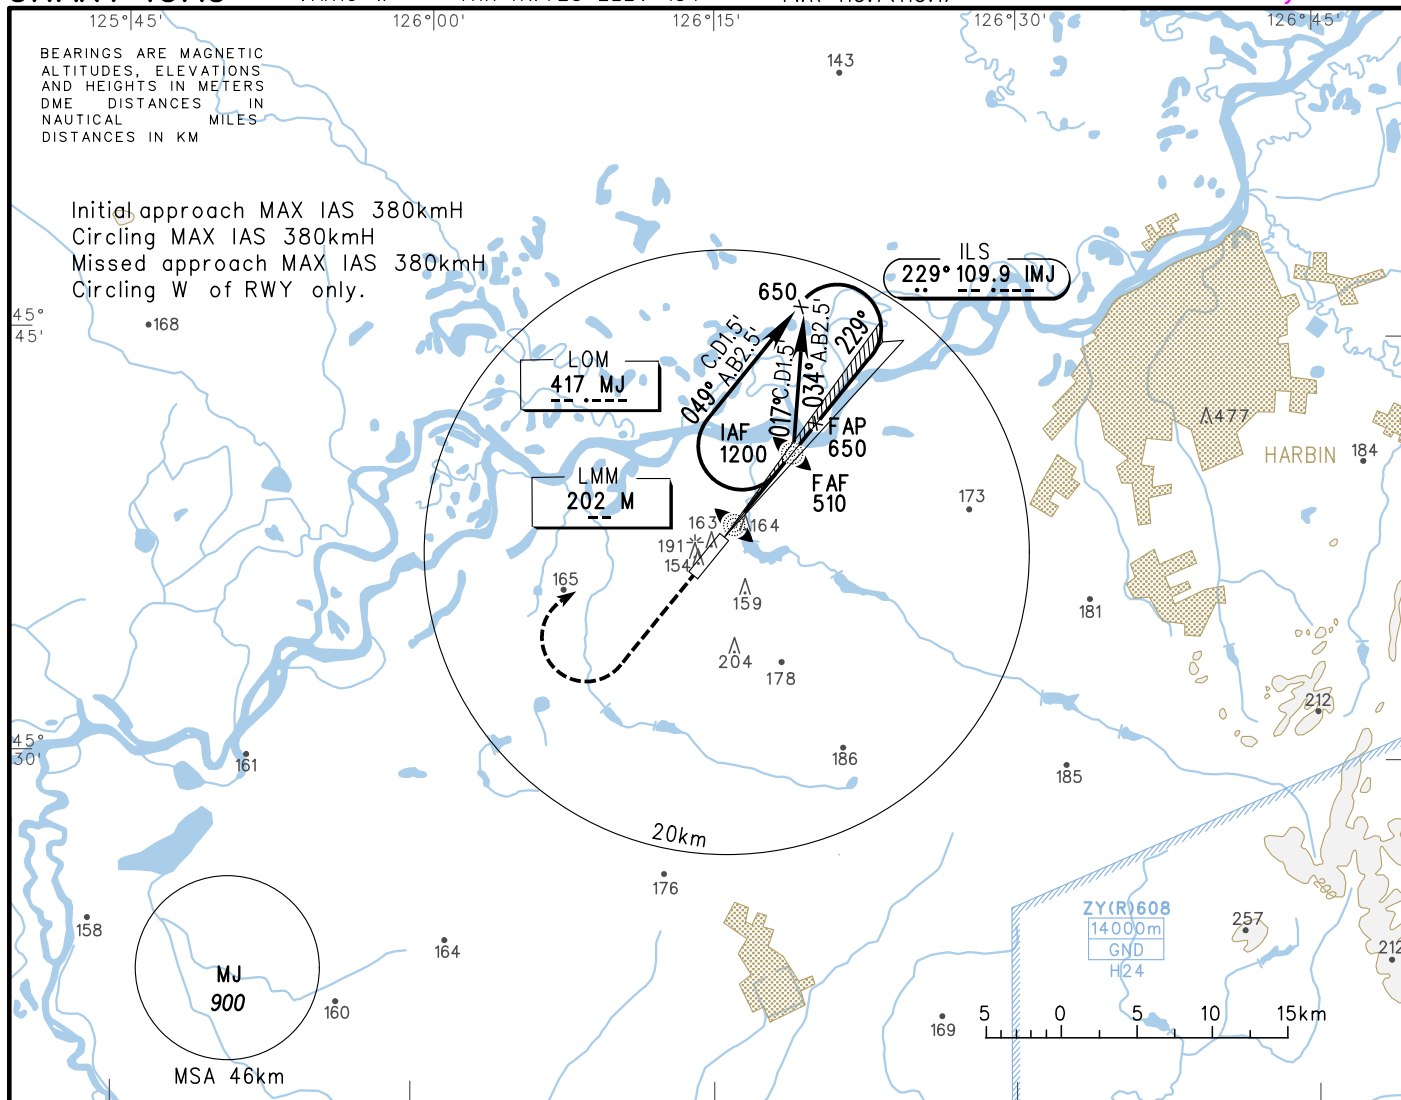 125°45'
126°00'
126°15'
126°30'
126°45'
BEARINGS ARE MAGNETIC
ALTITUDES, ELEVATIONS
AND HEIGHTS IN METERS
DME DISTANCES IN
NAUTICAL MILES
DISTANCES IN KM
143
Initial approach MAX IAS 380kmH
Circling MAX IAS 380kmH
Missed approach MAX IAS 380kmH
Circling W of RWY only.
ILS
229° 109.9 IMJ
650
45°
45'
168
C.D1.5'
A.B2.5'
049°
C.D1.5'
017°
A.B2.5'
034°
229°
LOM
417 MJ
IAF
1200
FAP
650
477
HARBIN
184
LMM
202 M
FAF
510
173
163
164
191
154
165
159
181
204
178
212
45°
30'
161
186
185
20km
176
200
158
164
ZY(R)608
14000m
GND
H24
257
212
MJ
900
160
169
5 0 5 10 15km
MSA 46km